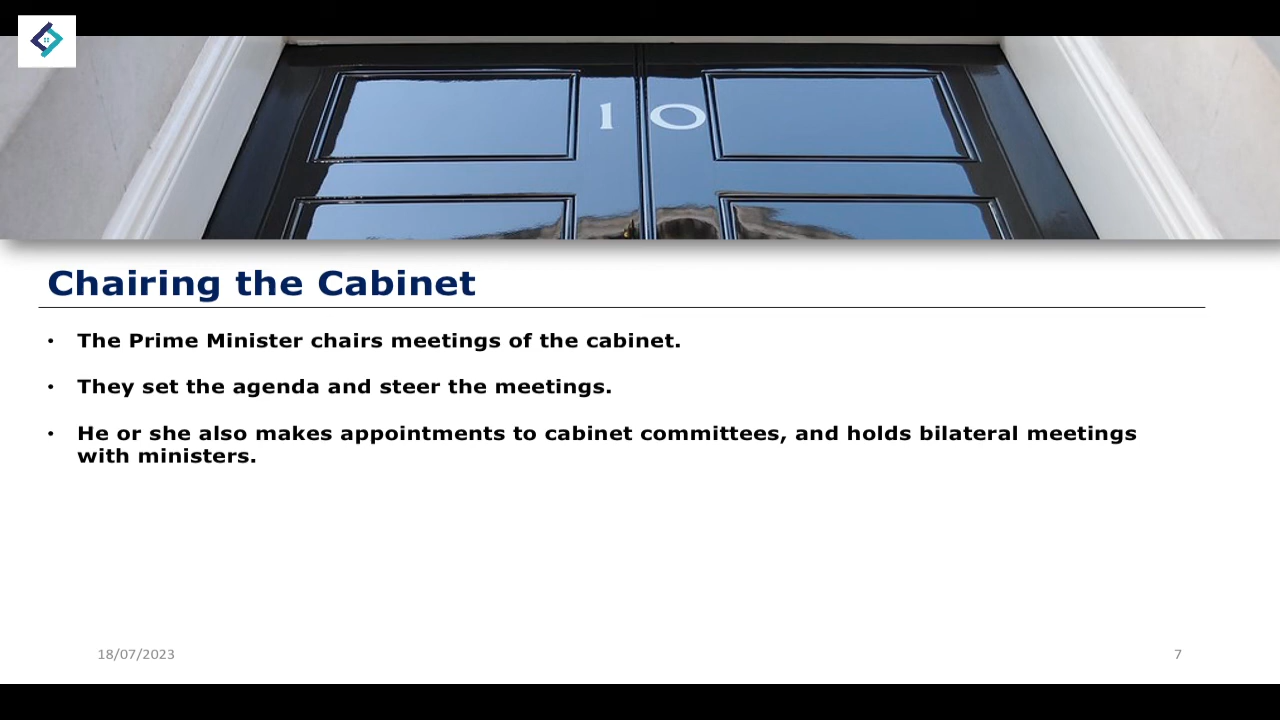 10
Chairing the Cabinet
• The Prime Minister chairs meetings of the cabinet.
• They set the agenda and steer the meetings.
• He or she also makes appointments to cabinet committees, and holds bilateral meetings
with ministers.
18/07/2023
7